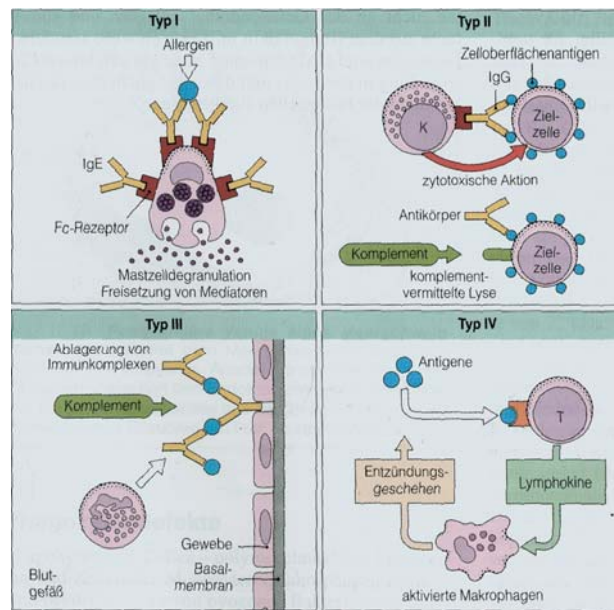 Typ I
Allergen
IgE
Fc-Rezeptor
Mastzelldegranulation
Freisetzung von Mediatoren
Typ II
Zelloberflächenantigen
IgG
K
Ziel-
zelle
zytotoxische Aktion
Antikörper
Komplement
Ziel-
zelle
komplement-
vermittelte Lyse
Typ III
Ablagerung von
Immunkomplexen
Komplement
Gewebe
Blut-
gefäß
Basal-
membran
Typ IV
Antigene
T
Entzündungs-
geschehen
Lymphokine
aktivierte Makrophagen